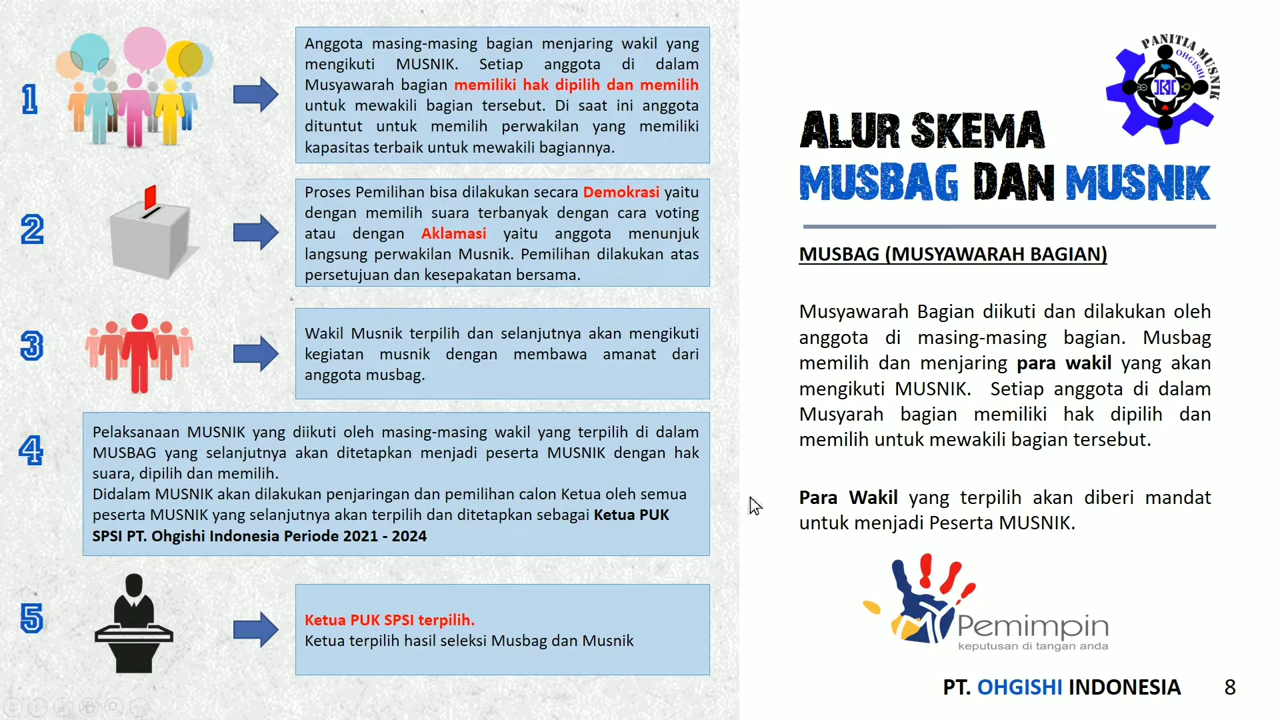 1
Anggota masing-masing bagian menjaring wakil yang
mengikuti MUSNIK. Setiap anggota di dalam
Musyawarah bagian memiliki hak dipilih dan memilih
untuk mewakili bagian tersebut. Di saat ini anggota
dituntut untuk memilih perwakilan yang memiliki
kapasitas terbaik untuk mewakili bagiannya.
2
Proses Pemilihan bisa dilakukan secara Demokrasi yaitu
dengan memilih suara terbanyak dengan cara voting
atau dengan Aklamasi yaitu anggota menunjuk
langsung perwakilan Musnik. Pemilihan dilakukan atas
persetujuan dan kesepakatan bersama.
3
Wakil Musnik terpilih dan selanjutnya akan mengikuti
kegiatan musnik dengan membawa amanat dari
anggota musbag.
4
Pelaksanaan MUSNIK yang diikuti oleh masing-masing wakil yang terpilih di dalam
MUSBAG yang selanjutnya akan ditetapkan menjadi peserta MUSNIK dengan hak
suara, dipilih dan memilih.
Didalam MUSNIK akan dilakukan penjaringan dan pemilihan calon Ketua oleh semua
peserta MUSNIK yang selanjutnya akan terpilih dan ditetapkan sebagai Ketua PUK
SPSI PT. Ohgishi Indonesia Periode 2021 - 2024
5
Ketua PUK SPSI terpilih.
Ketua terpilih hasil seleksi Musbag dan Musnik
PANITIA MUSNIK
OHGISHI
ALUR SKEMA
MUSBAG DAN MUSNIK
MUSBAG (MUSYAWARAH BAGIAN)
Musyawarah Bagian diikuti dan dilakukan oleh
anggota di masing-masing bagian. Musbag
memilih dan menjaring para wakil yang akan
mengikuti MUSNIK. Setiap anggota di dalam
Musyarah bagian memiliki hak dipilih dan
memilih untuk mewakili bagian tersebut.
Para Wakil yang terpilih akan diberi mandat
untuk menjadi Peserta MUSNIK.
Pemimpin
keputusan di tangan anda
PT. OHGISHI INDONESIA
8